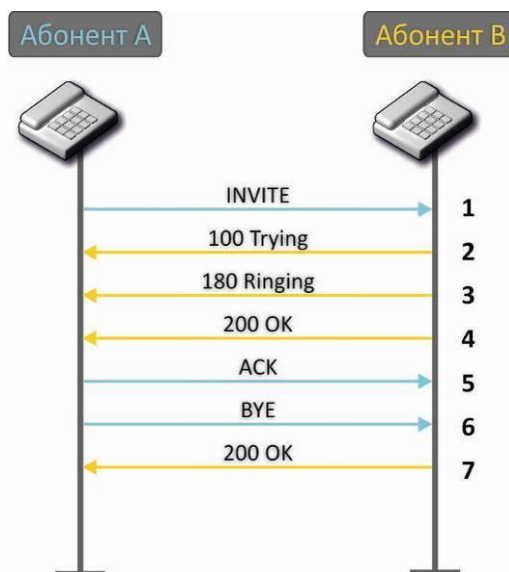 Абонент А
Абонент В
INVITE
1
100 Trying
2
180 Ringing
3
200 OK
4
ACK
5
BYE
6
200 OK
7